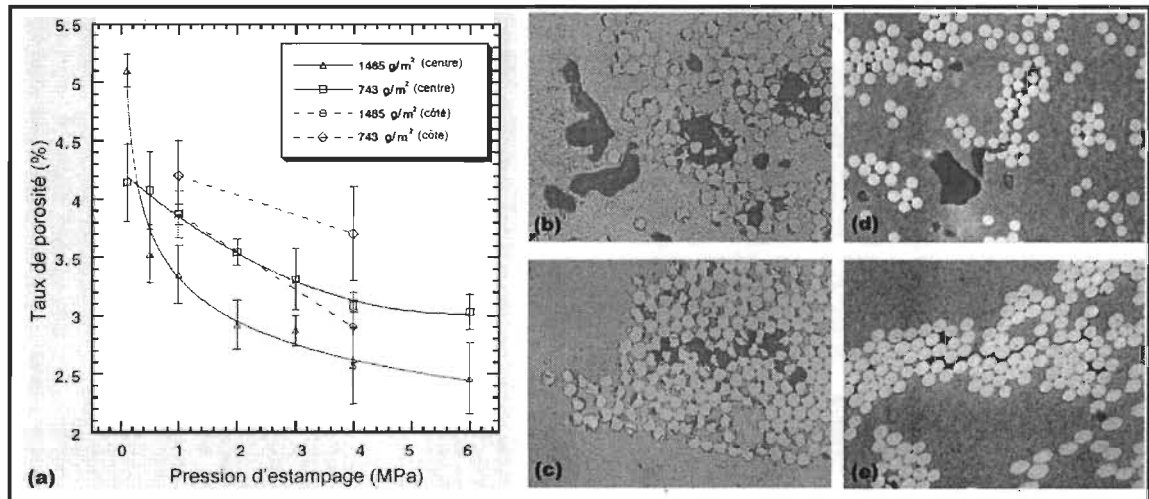 5.5
5
4.5
4
3.5
3
2.5
2
Taux de porosité (%)
1485 g/m² (centre)
743 g/m² (centre)
1485 g/m² (côté)
743 g/m² (côté)
0 1 2 3 4 5 6
Pression d'estampage (MPa)
(a)
(b)
(c)
(d)
(e)